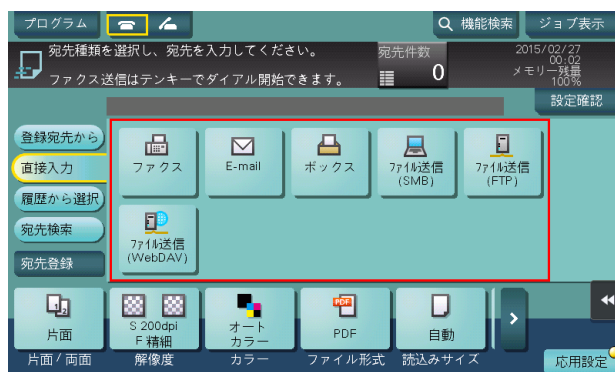 プログラム
機能検索
ジョブ表示
宛先種類を選択し、宛先を入力してください。
ファクス送信はテンキーでダイアル開始できます。
宛先件数
0
2015/02/27
00:02
メモリー残量
100%
設定確認
登録宛先から
直接入力
履歴から選択
宛先検索
宛先登録
ファクス
E-mail
ボックス
ファイル送信
(SMB)
ファイル送信
(FTP)
ファイル送信
(WebDAV)
片面
片面/両面
S 200dpi
F 精細
解像度
オート
カラー
カラー
PDF
PDF
ファイル形式
自動
読込みサイズ
応用設定